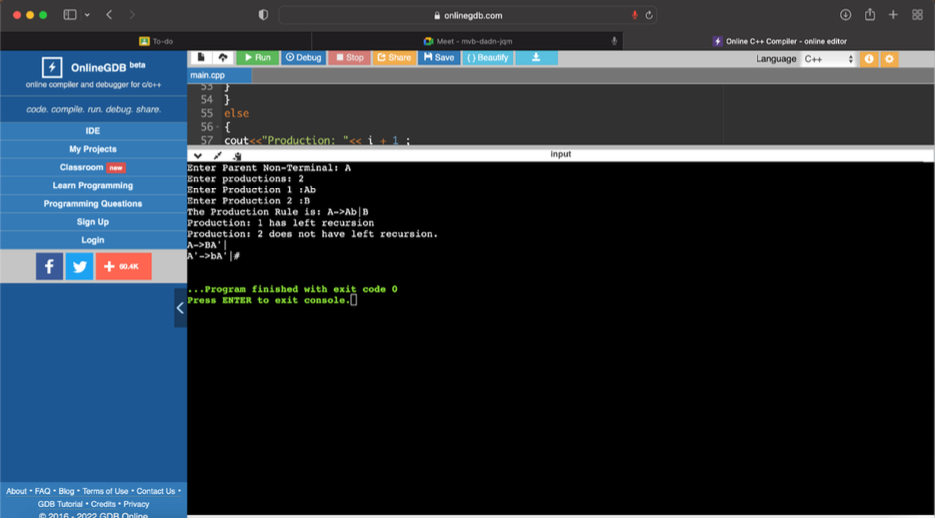 onlinegdb.com
To-do
Meet - mvb-dadn-jqm
Online C++ Compiler - online editor
OnlineGDB beta
online compiler and debugger for c/c++
code. compile. run. debug. share.
IDE
My Projects
Classroom new
Learn Programming
Programming Questions
Sign Up
Login
f
+ 60.4K
About • FAQ • Blog • Terms of Use • Contact Us •
GDB Tutorial • Credits • Privacy
© 2016 - 2022 GDB Online
Run Debug Stop Share Save { } Beautify
Language C++
main.cpp
53 }
54 }
55 else
56 {
57 cout<<"Production: "<< i + 1 ;
input
Enter Parent Non-Terminal: A
Enter productions: 2
Enter Production 1 :Ab
Enter Production 2 :B
The Production Rule is: A->Ab|B
Production: 1 has left recursion
Production: 2 does not have left recursion.
A->BA'|
A'->bA'|#
...Program finished with exit code 0
Press ENTER to exit console.